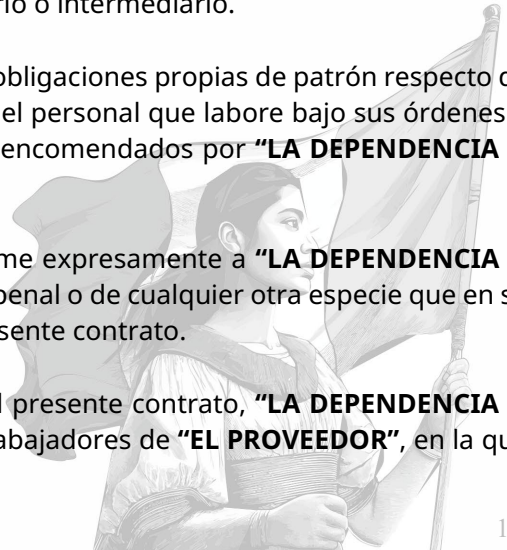 rio o intermediario.
obligaciones propias de patrón respecto
el personal que labore bajo sus órdenes
encomendados por “LA DEPENDENCIA
me expresamente a “LA DEPENDENCIA
penal o de cualquier otra especie que en s
sente contrato.
l presente contrato, “LA DEPENDENCIA
abajadores de “EL PROVEEDOR”, en la qu
1